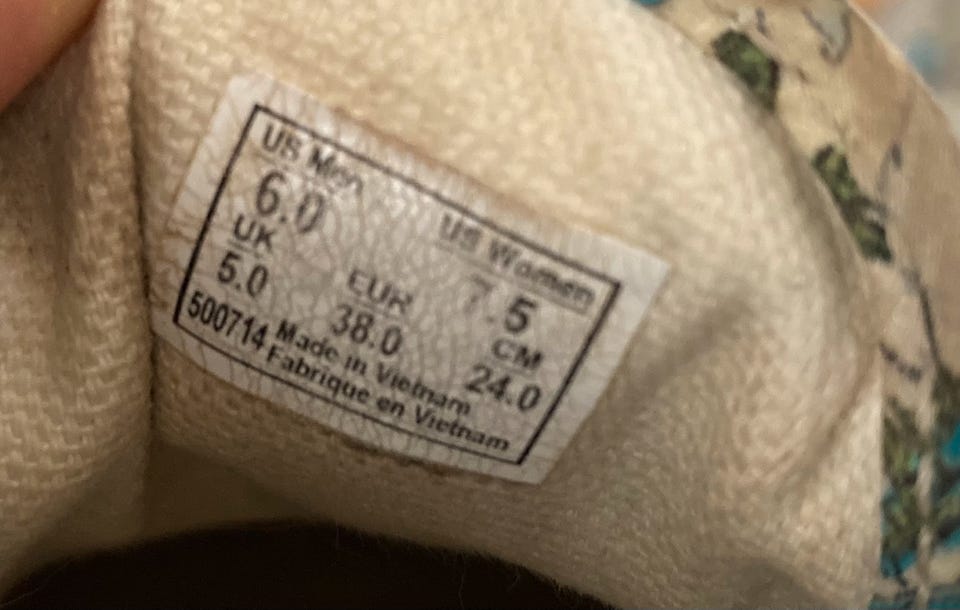 US Men US Women
6.0 7.5
UK EUR CM
5.0 38.0 24.0
500714 Made in Vietnam
Fabrique en Vietnam